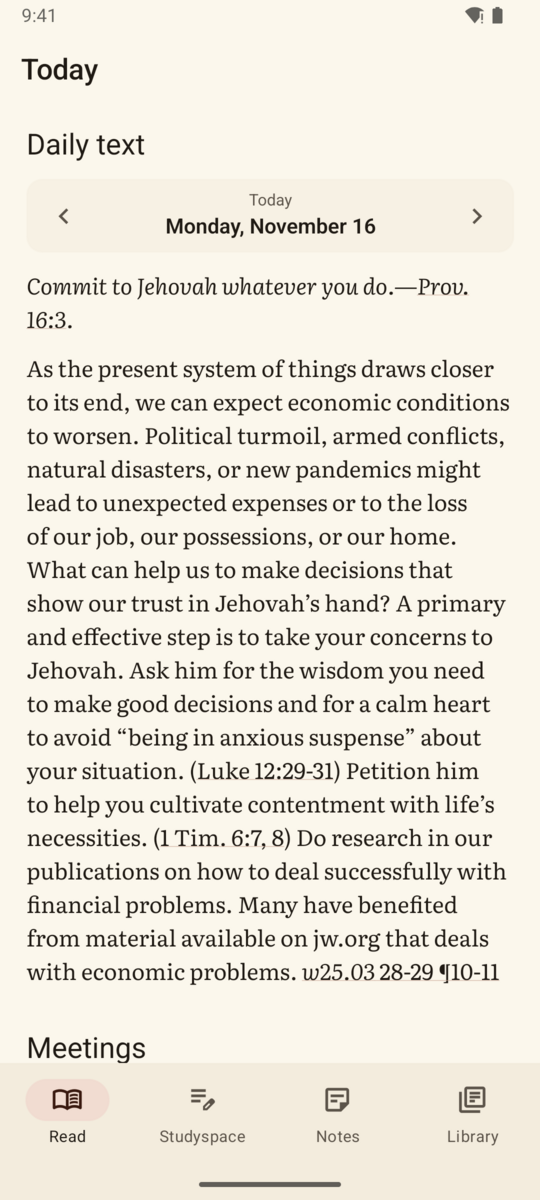 9:41
Today
Daily text
Today
Monday, November 16
Commit to Jehovah whatever you do.—Prov.
16:3.
As the present system of things draws closer
to its end, we can expect economic conditions
to worsen. Political turmoil, armed conflicts,
natural disasters, or new pandemics might
lead to unexpected expenses or to the loss
of our job, our possessions, or our home.
What can help us to make decisions that
show our trust in Jehovah’s hand? A primary
and effective step is to take your concerns to
Jehovah. Ask him for the wisdom you need
to make good decisions and for a calm heart
to avoid “being in anxious suspense” about
your situation. (Luke 12:29-31) Petition him
to help you cultivate contentment with life’s
necessities. (1 Tim. 6:7, 8) Do research in our
publications on how to deal successfully with
financial problems. Many have benefited
from material available on jw.org that deals
with economic problems. w25.03 28-29 ¶10-11
Meetings
Read
Studyspace
Notes
Library